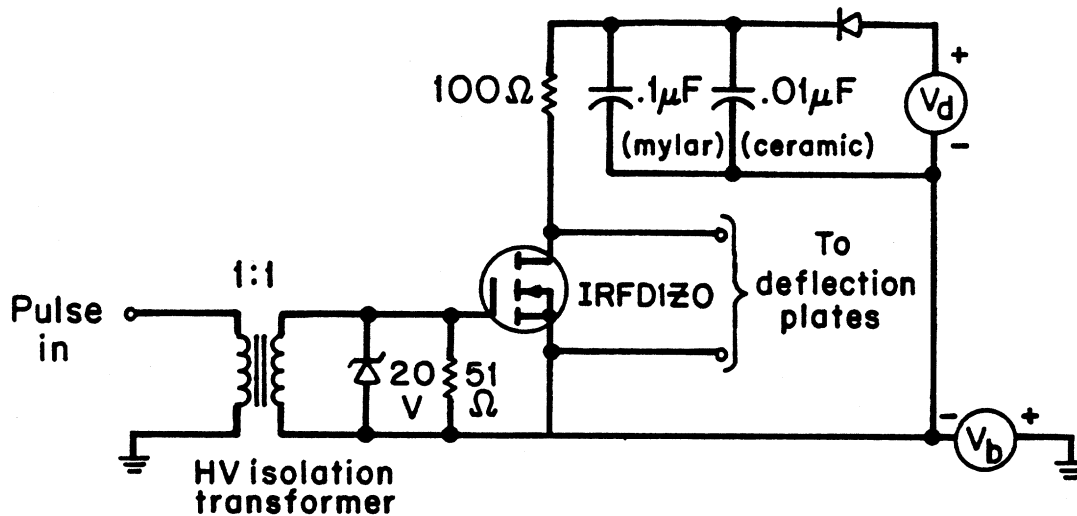 100Ω
.1μF
(mylar)
.01μF
(ceramic)
+
Vd
-
1:1
Pulse
in
IRFD1Z0
To
deflection
plates
20
V
51
Ω
HV isolation
transformer
-
Vb
+